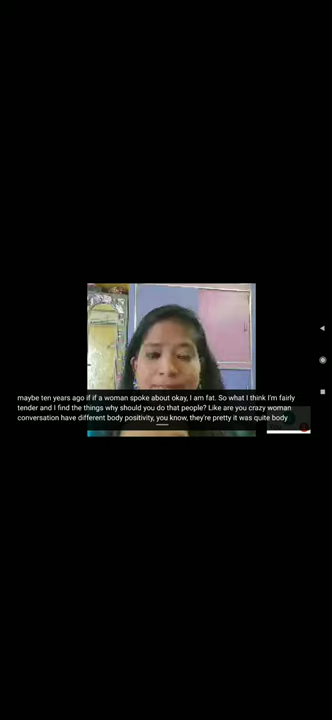 maybe ten years ago if if a woman spoke about okay, I am fat. So what I think I'm fairly
tender and I find the things why should you do that people? Like are you crazy woman
conversation have different body positivity, you know, they're pretty it was quite body